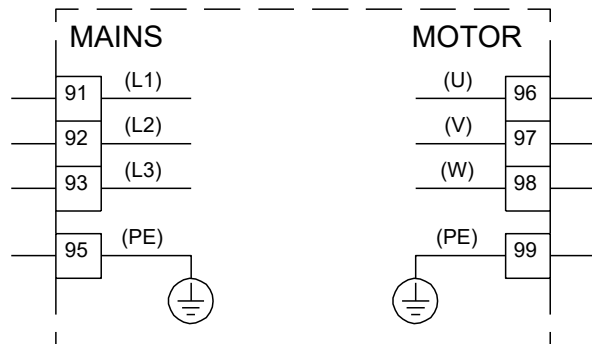 MAINS MOTOR
91 (L1) (U) 96
92 (L2) (V) 97
93 (L3) (W) 98
95 (PE) (PE) 99